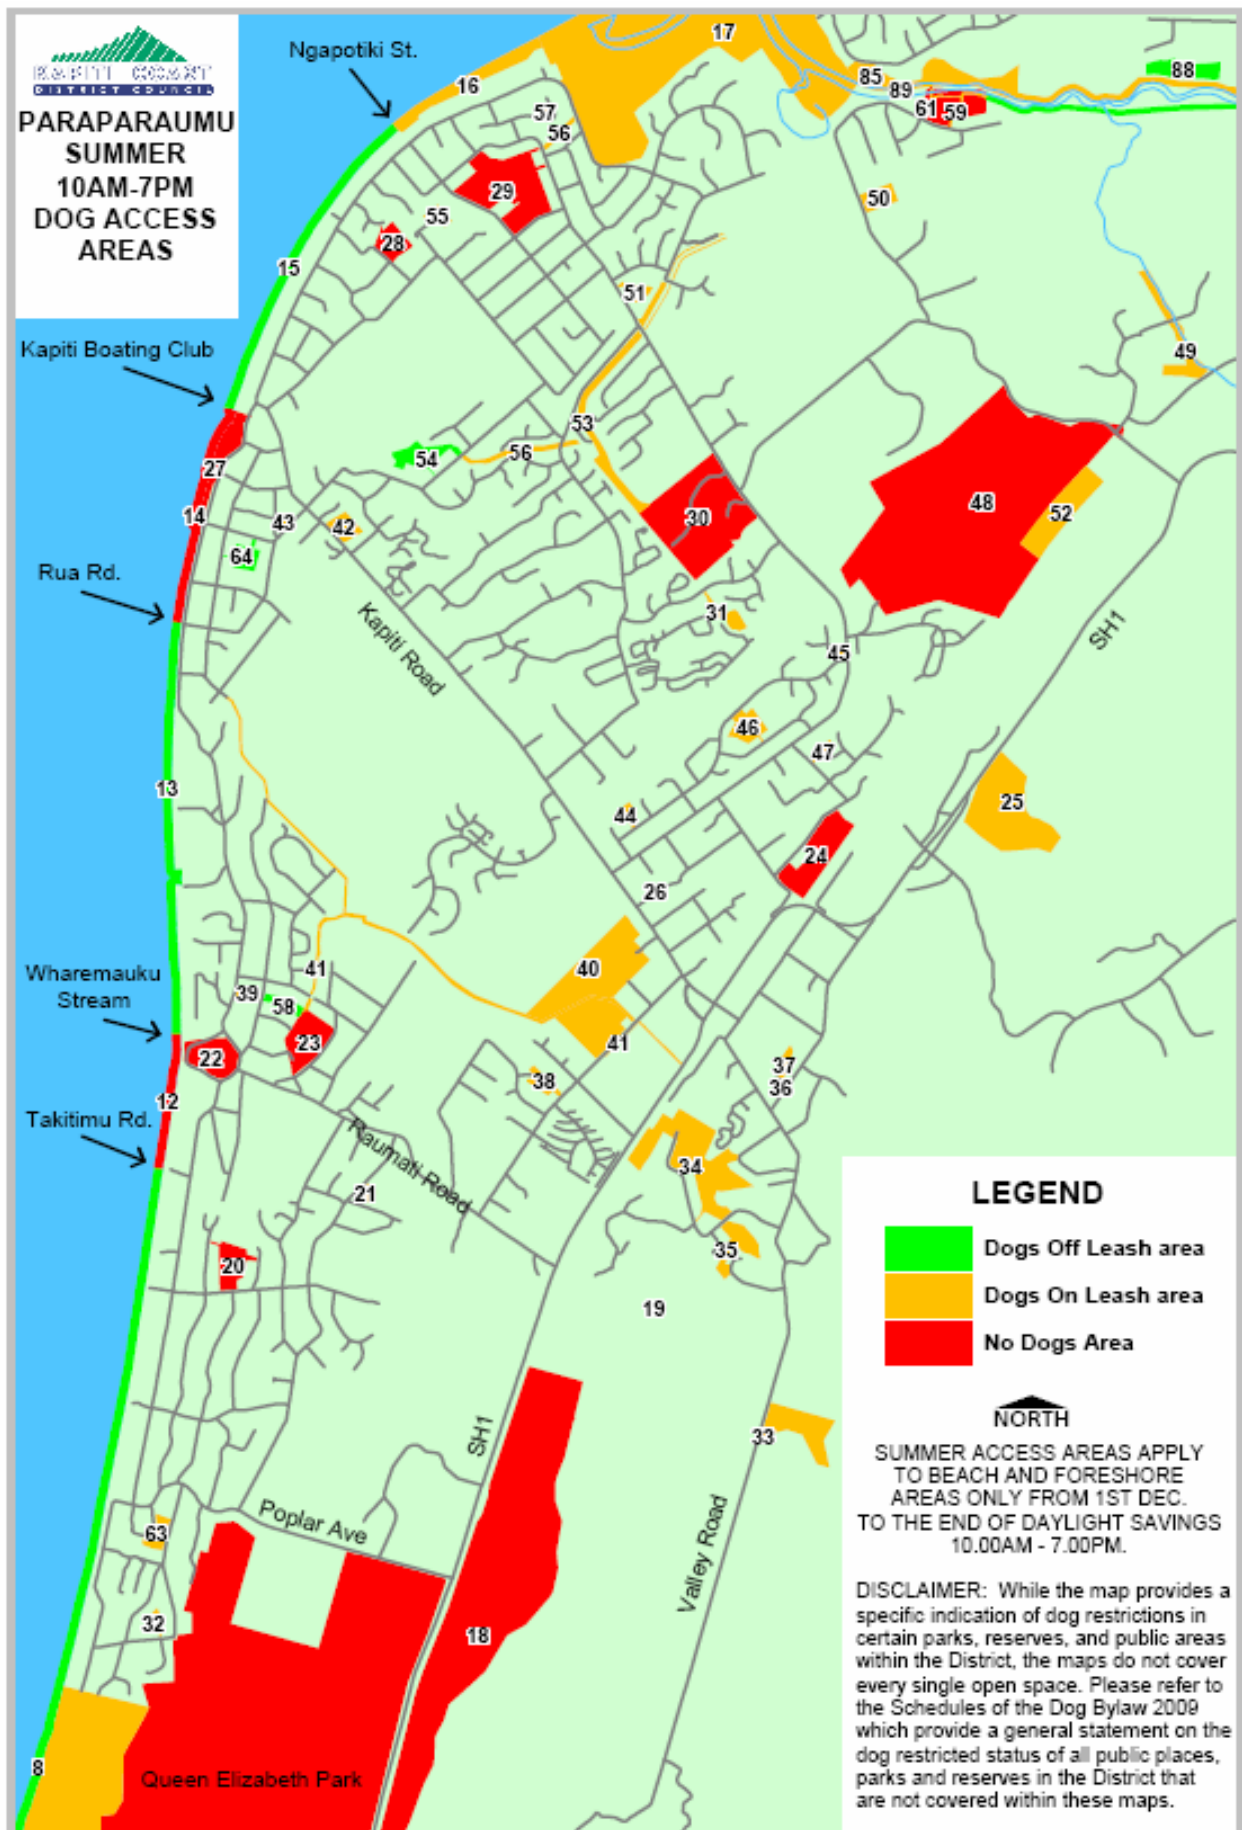 KAPITI COAST
DISTRICT COUNCIL
PARAPARAUMU
SUMMER
10AM-7PM
DOG ACCESS
AREAS
Ngapotiki St.
17
16
85
89
88
57
56
61
59
29
50
55
28
15
51
49
Kapiti Boating Club
53
54
56
27
48
14
43
42
30
52
64
Rua Rd.
31
Kapiti Road
45
SH1
46
47
13
25
44
24
26
Wharemauku
Stream
41
40
39
58
22
23
41
37
38
36
12
Takitimu Rd.
Raumati Road
34
21
35
20
19
LEGEND
Dogs Off Leash area
Dogs On Leash area
No Dogs Area
NORTH
SH1
33
SUMMER ACCESS AREAS APPLY
TO BEACH AND FORESHORE
AREAS ONLY FROM 1ST DEC.
TO THE END OF DAYLIGHT SAVINGS
10.00AM - 7.00PM.
Poplar Ave
63
Valley Road
32
18
DISCLAIMER: While the map provides a
specific indication of dog restrictions in
certain parks, reserves, and public areas
within the District, the maps do not cover
every single open space. Please refer to
the Schedules of the Dog Bylaw 2009
which provide a general statement on the
dog restricted status of all public places,
parks and reserves in the District that
are not covered within these maps.
8
Queen Elizabeth Park